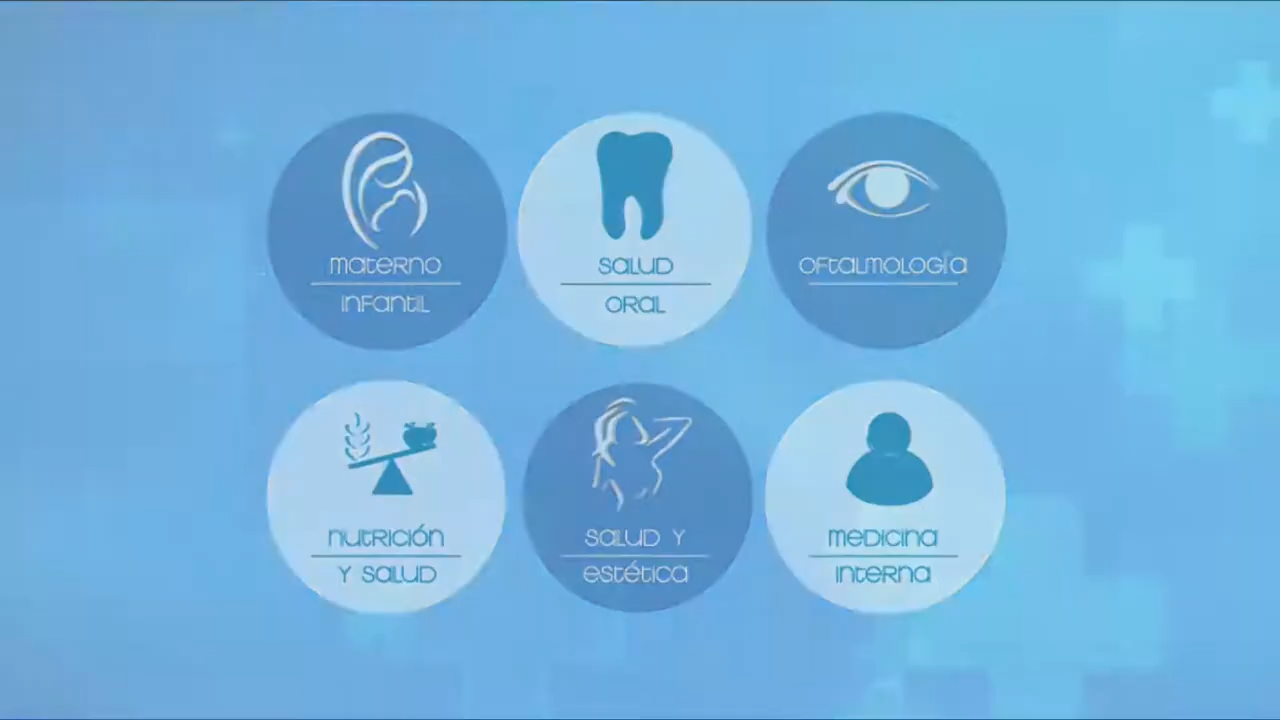 materno
infantil
salud
oral
oftalmología
nutrición
y salud
salud y
estética
medicina
interna